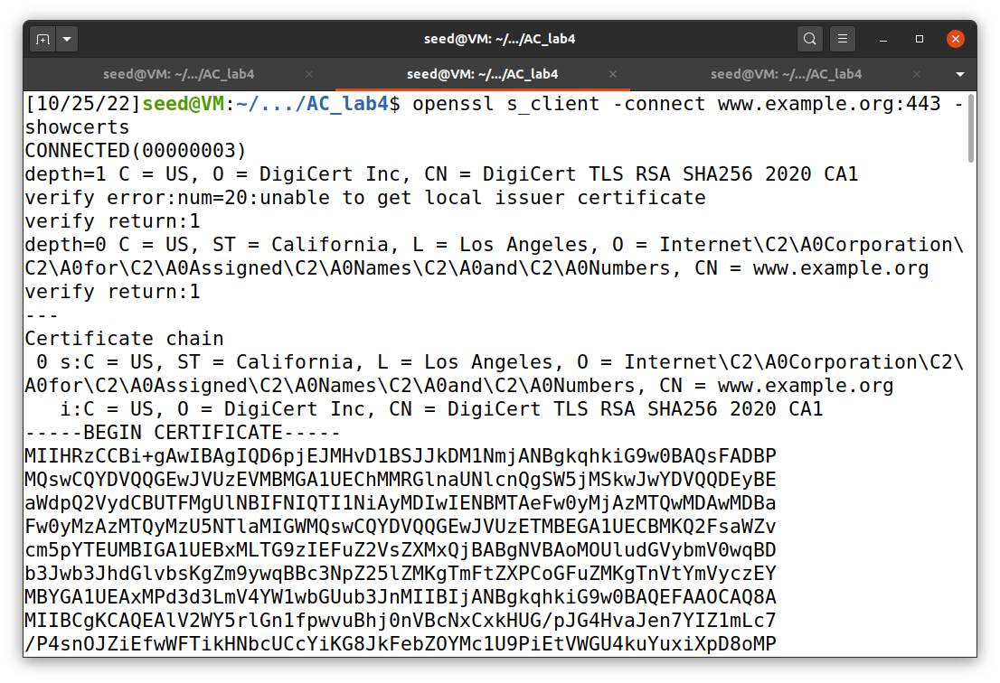 seed@VM: ~/.../AC_lab4
seed@VM: ~/.../AC_lab4
seed@VM: ~/.../AC_lab4
seed@VM: ~/.../AC_lab4
[10/25/22]seed@VM:~/.../AC_lab4$ openssl s_client -connect www.example.org:443 -
showcerts
CONNECTED(00000003)
depth=1 C = US, O = DigiCert Inc, CN = DigiCert TLS RSA SHA256 2020 CA1
verify error:num=20:unable to get local issuer certificate
verify return:1
depth=0 C = US, ST = California, L = Los Angeles, O = Internet\C2\A0Corporation\
C2\A0for\C2\A0Assigned\C2\A0Names\C2\A0and\C2\A0Numbers, CN = www.example.org
verify return:1
---
Certificate chain
 0 s:C = US, ST = California, L = Los Angeles, O = Internet\C2\A0Corporation\C2\
A0for\C2\A0Assigned\C2\A0Names\C2\A0and\C2\A0Numbers, CN = www.example.org
   i:C = US, O = DigiCert Inc, CN = DigiCert TLS RSA SHA256 2020 CA1
-----BEGIN CERTIFICATE-----
MIIHRzCCBi+gAwIBAgIQD6pjEJMHvD1BSJJkDM1NmjANBgkqhkiG9w0BAQsFADBP
MQswCQYDVQQGEwJVUzEVMBMGA1UEChMMRGlnaUNlcnQgSW5jMSkwJwYDVQQDEyBE
aWdpQ2VydCBUTFMgUlNBIFNIQTI1NiAyMDIwIENBMTAeFw0yMjAzMTQwMDAwMDBa
Fw0yMzAzMTQyMzU5NTlaMIGWMQswCQYDVQQGEwJVUzETMBEGA1UECBMKQ2FsaWZv
cm5pYTEUMBIGA1UEBxMLTG9zIEFuZ2VsZXMxQjBABgNVBAoMOUludGVybmV0wqBD
b3Jwb3JhdGlvbsKgZm9ywqBBc3NpZ25lZMKgTmFtZXPCoGFuZMKgTnVtYmVyczEY
MBYGA1UEAxMPd3d3LmV4YW1wbGUub3JnMIIBIjANBgkqhkiG9w0BAQEFAAOCAQ8A
MIIBCgKCAQEAlV2WY5rlGn1fpwvuBhj0nVBcNxCxkHUG/pJG4HvaJen7YIZ1mLc7
/P4snOJZiEfwWFTikHNbcUCcYiKG8JkFebZOYMc1U9PiEtVWGU4kuYuxiXpD8oMP